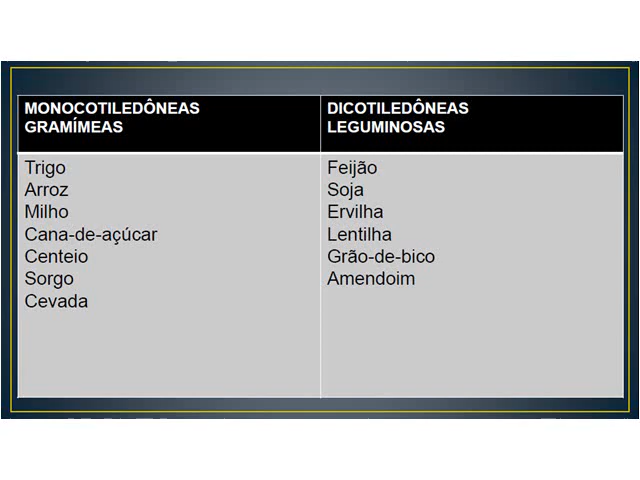 MONOCOTILEDÔNEAS
GRAMÍMEAS
Trigo
Arroz
Milho
Cana-de-açúcar
Centeio
Sorgo
Cevada
DICOTILEDÔNEAS
LEGUMINOSAS
Feijão
Soja
Ervilha
Lentilha
Grão-de-bico
Amendoim